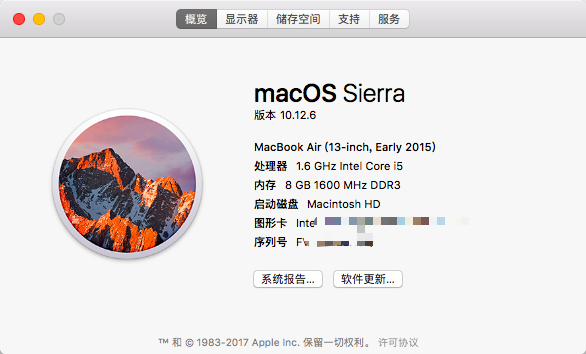 概览 显示器 储存空间 支持 服务
macOS Sierra
版本 10.12.6
MacBook Air (13-inch, Early 2015)
处理器 1.6 GHz Intel Core i5
内存 8 GB 1600 MHz DDR3
启动磁盘 Macintosh HD
图形卡
序列号
系统报告... 软件更新...
™ 和 © 1983-2017 Apple Inc. 保留一切权利。 许可协议